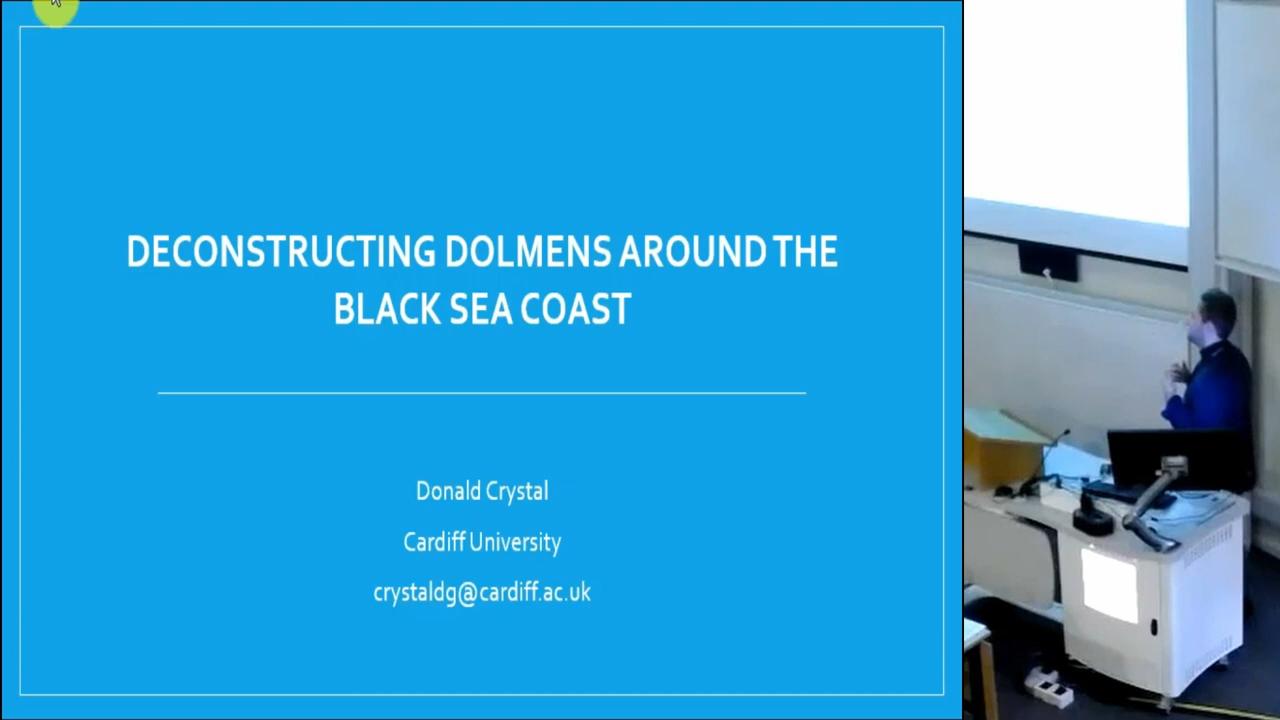 DECONSTRUCTING DOLMENS AROUND THE
BLACK SEA COAST
Donald Crystal
Cardiff University
crystaldg@cardiff.ac.uk